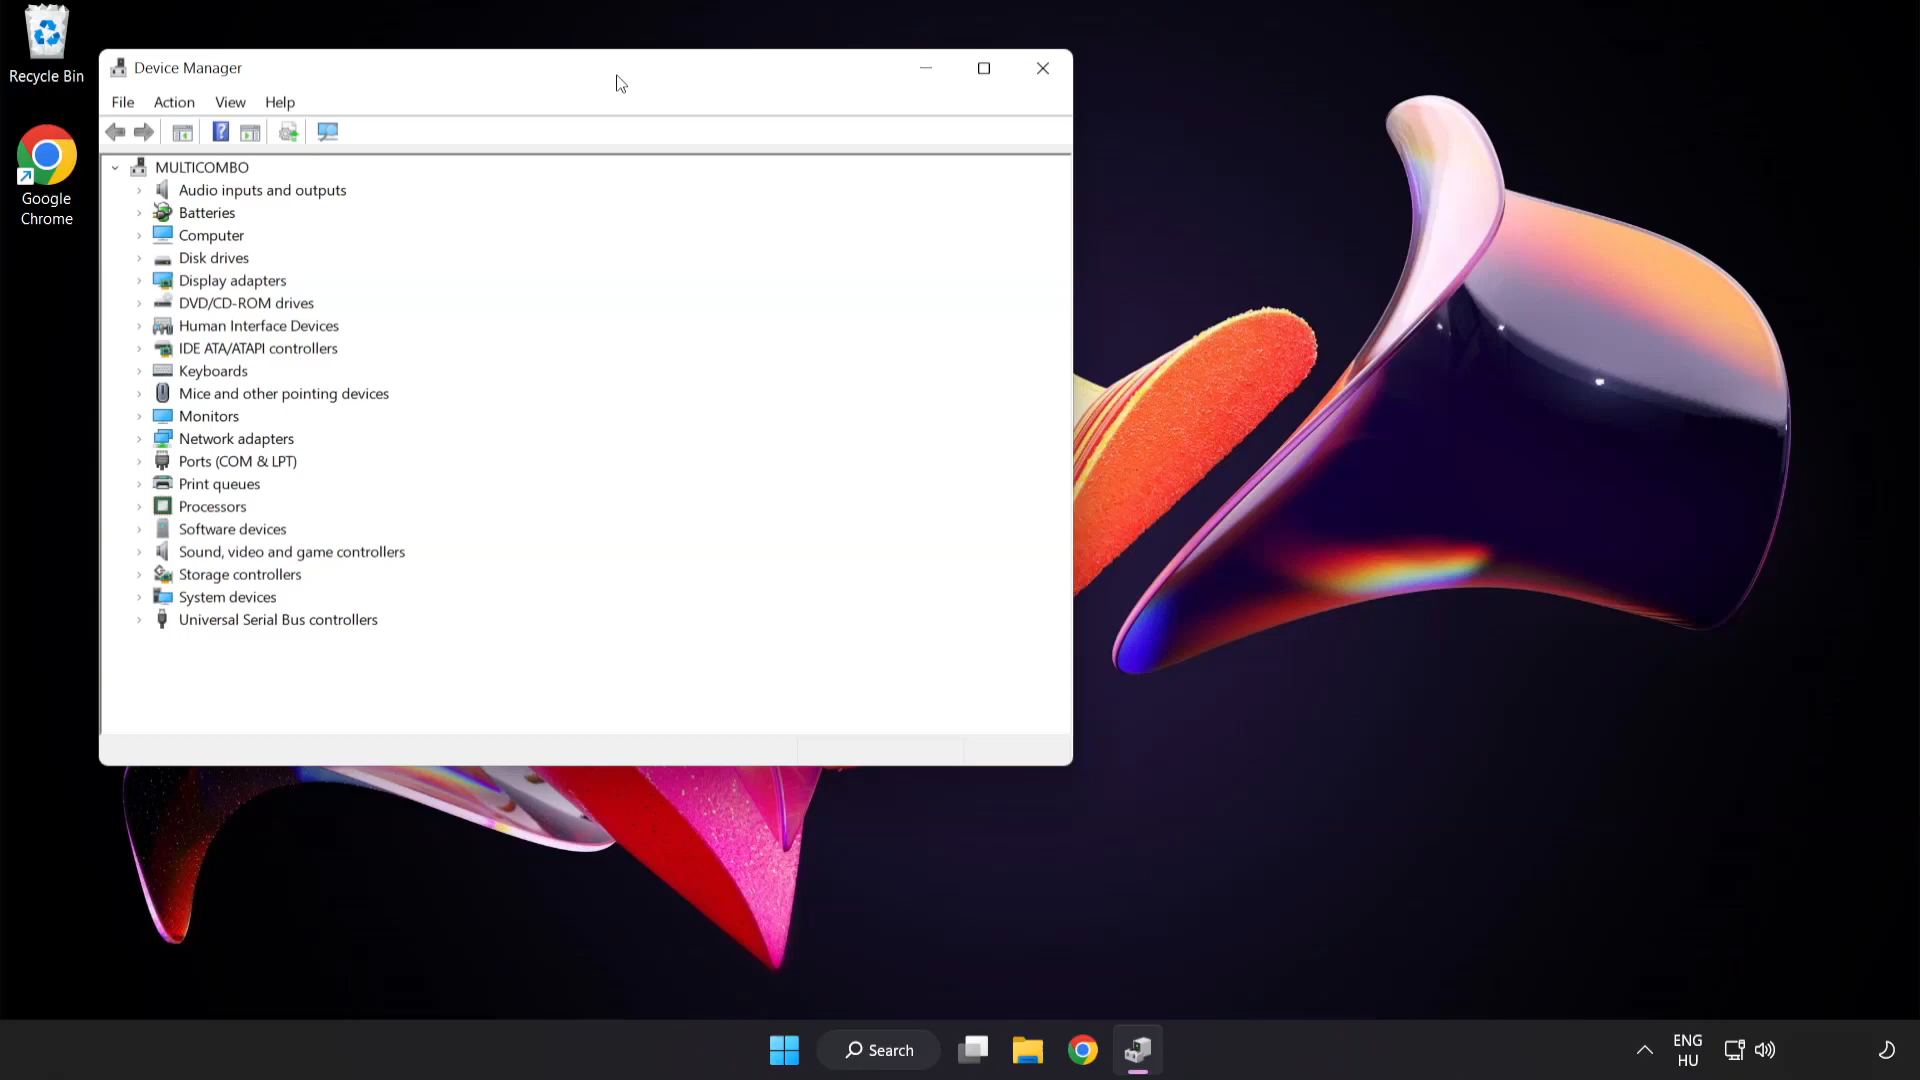 Recycle Bin
Google
Chrome
Device Manager
File Action View Help
MULTICOMBO
Audio inputs and outputs
Batteries
Computer
Disk drives
Display adapters
DVD/CD-ROM drives
Human Interface Devices
IDE ATA/ATAPI controllers
Keyboards
Mice and other pointing devices
Monitors
Network adapters
Ports (COM & LPT)
Print queues
Processors
Software devices
Sound, video and game controllers
Storage controllers
System devices
Universal Serial Bus controllers
Search
ENG
HU